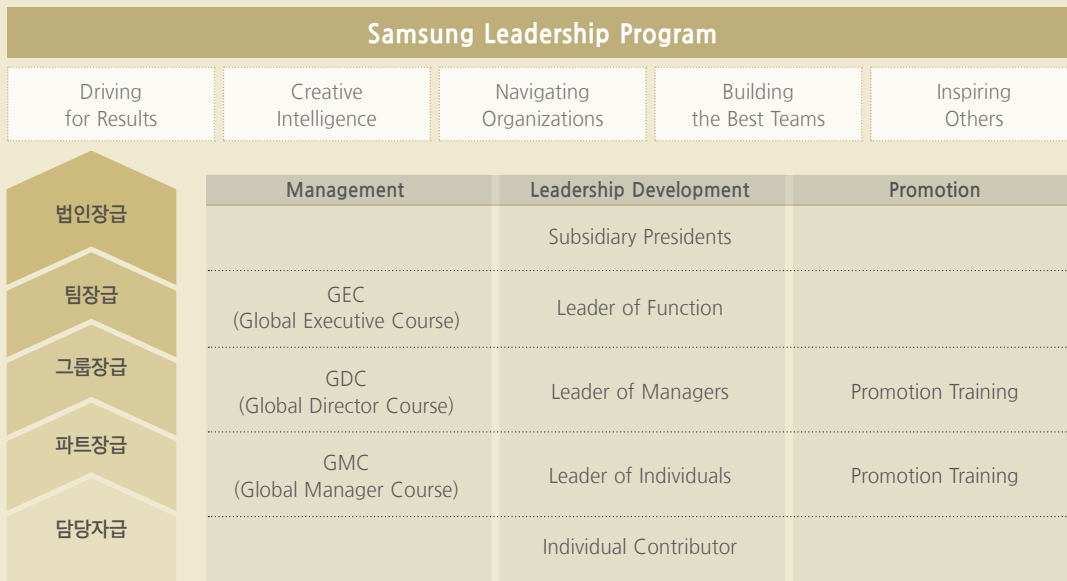 Samsung Leadership Program
Driving
for Results
Creative
Intelligence
Navigating
Organizations
Building
the Best Teams
Inspiring
Others
Management
Leadership Development
Promotion
법인장급
Subsidiary Presidents
팀장급
GEC
(Global Executive Course)
Leader of Function
그룹장급
GDC
(Global Director Course)
Leader of Managers
Promotion Training
파트장급
GMC
(Global Manager Course)
Leader of Individuals
Promotion Training
담당자급
Individual Contributor